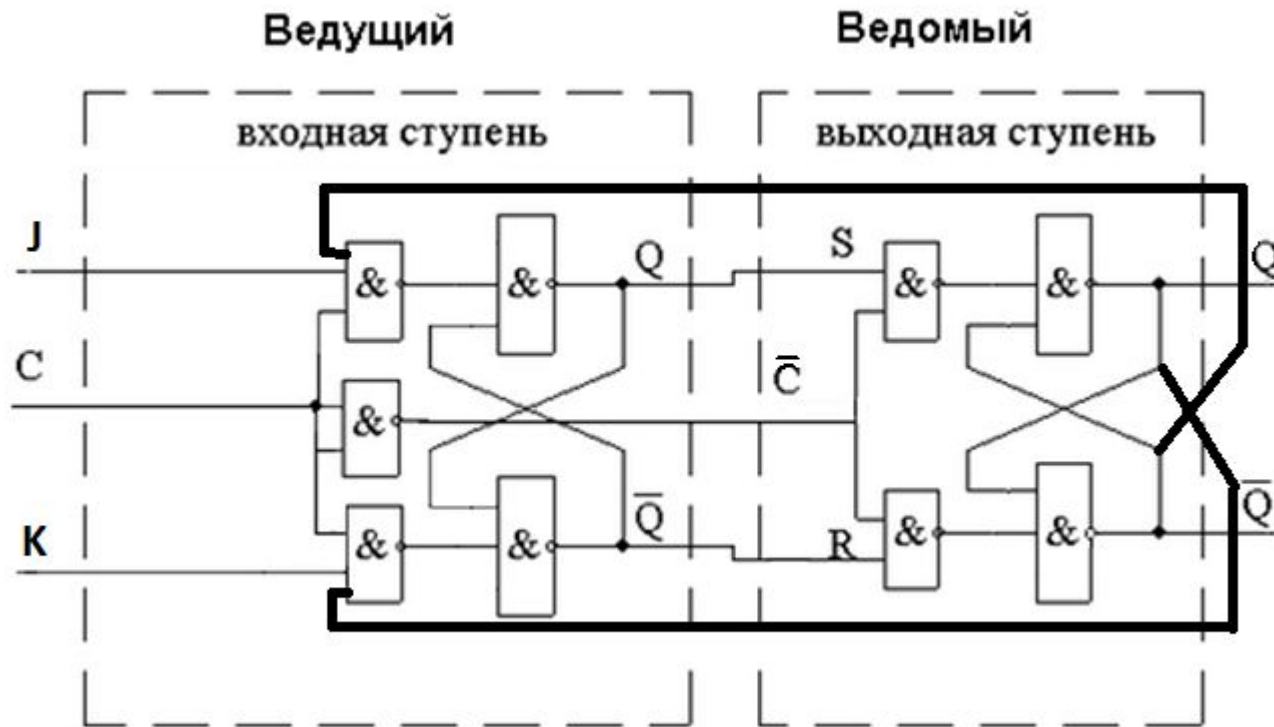 Ведущий
Ведомый
входная ступень
выходная ступень
J
& & Q S & & Q
C
& C̅
K
& & Q̅ R & & Q̅